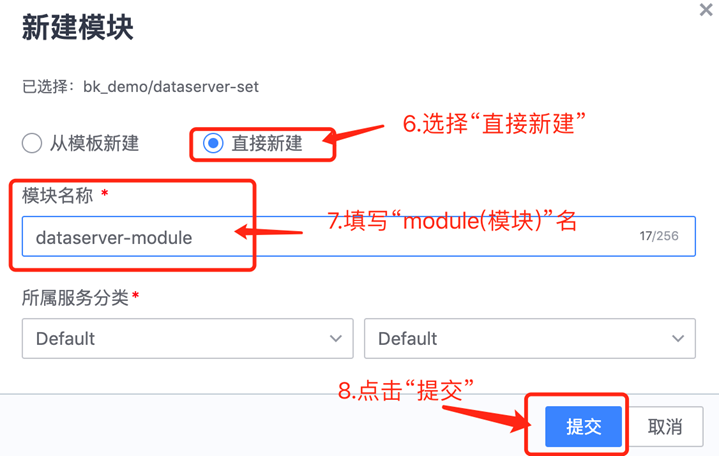 新建模块
已选择：bk_demo/dataserver-set
6.选择“直接新建”
从模板新建
直接新建
模块名称 *
7.填写“module(模块)”名
dataserver-module
17/256
所属服务分类*
Default
Default
8.点击“提交”
提交
取消